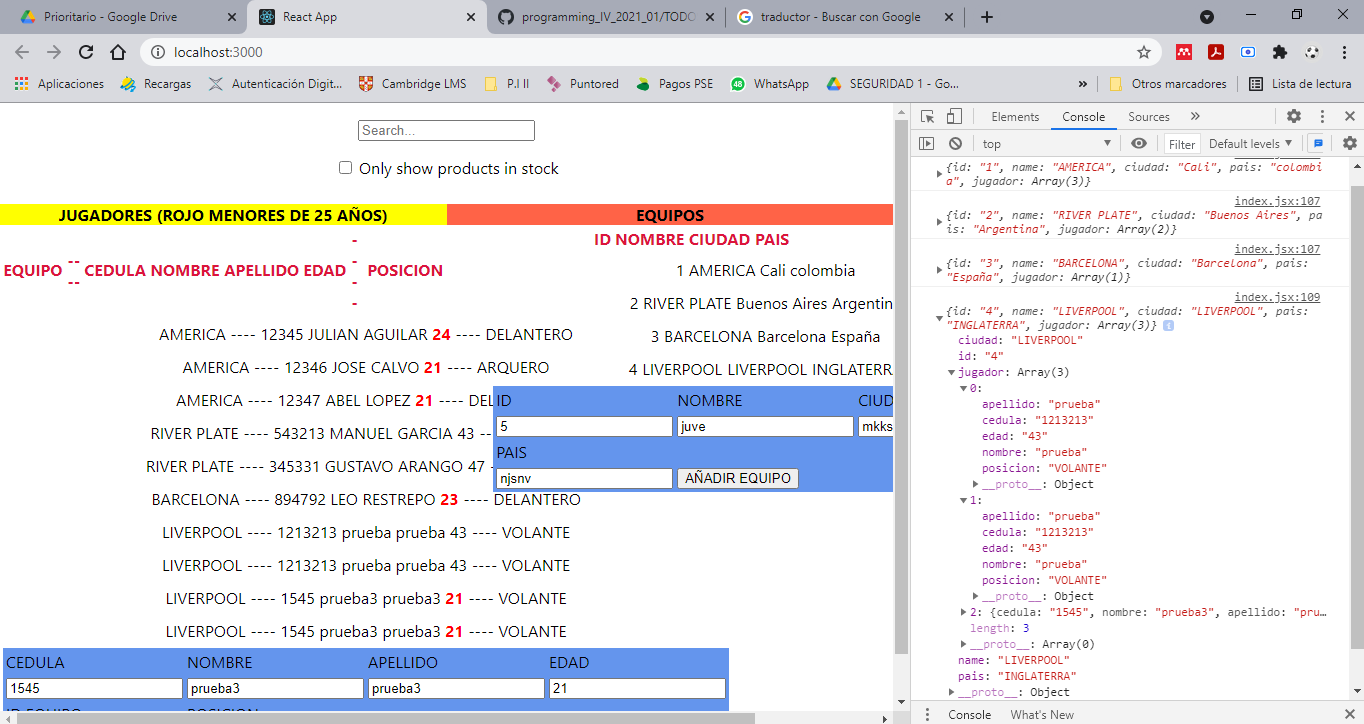 Prioritario - Google Drive
React App
programming_IV_2021_01/TODO
traductor - Buscar con Google
localhost:3000
Aplicaciones
Recargas
Autenticación Digit...
Cambridge LMS
P.I II
Puntored
Pagos PSE
48
WhatsApp
SEGURIDAD 1 - Go...
»
Otros marcadores
Lista de lectura
Search...
Only show products in stock
JUGADORES (ROJO MENORES DE 25 AÑOS)
EQUIPOS
-
EQUIPO -- CEDULA NOMBRE APELLIDO EDAD - POSICION
-- -
-
ID NOMBRE CIUDAD PAIS
1 AMERICA Cali colombia
2 RIVER PLATE Buenos Aires Argentin
3 BARCELONA Barcelona España
4 LIVERPOOL LIVERPOOL INGLATERR
AMERICA ---- 12345 JULIAN AGUILAR 24 ---- DELANTERO
AMERICA ---- 12346 JOSE CALVO 21 ---- ARQUERO
AMERICA ---- 12347 ABEL LOPEZ 21 ---- DEL
RIVER PLATE ---- 543213 MANUEL GARCIA 43 --
RIVER PLATE ---- 345331 GUSTAVO ARANGO 47 -
BARCELONA ---- 894792 LEO RESTREPO 23 ---- DELANTERO
LIVERPOOL ---- 1213213 prueba prueba 43 ---- VOLANTE
LIVERPOOL ---- 1213213 prueba prueba 43 ---- VOLANTE
LIVERPOOL ---- 1545 prueba3 prueba3 21 ---- VOLANTE
LIVERPOOL ---- 1545 prueba3 prueba3 21 ---- VOLANTE
ID NOMBRE CIUD
5 juve mkks
PAIS
njsnv AÑADIR EQUIPO
CEDULA NOMBRE APELLIDO EDAD
1545 prueba3 prueba3 21
ID EQUIPO POSICION
Elements Console Sources »
top Filter Default levels
{id: "1", name: "AMERICA", ciudad: "Cali", pais: "colombi
a", jugador: Array(3)}
index.jsx:107
{id: "2", name: "RIVER PLATE", ciudad: "Buenos Aires", pa
is: "Argentina", jugador: Array(2)}
index.jsx:107
{id: "3", name: "BARCELONA", ciudad: "Barcelona", pais:
"España", jugador: Array(1)}
index.jsx:109
{id: "4", name: "LIVERPOOL", ciudad: "LIVERPOOL", pais:
"INGLATERRA", jugador: Array(3)} i
ciudad: "LIVERPOOL"
id: "4"
jugador: Array(3)
0:
apellido: "prueba"
cedula: "1213213"
edad: "43"
nombre: "prueba"
posicion: "VOLANTE"
__proto__: Object
1:
apellido: "prueba"
cedula: "1213213"
edad: "43"
nombre: "prueba"
posicion: "VOLANTE"
__proto__: Object
2: {cedula: "1545", nombre: "prueba3", apellido: "pru…
length: 3
__proto__: Array(0)
name: "LIVERPOOL"
pais: "INGLATERRA"
__proto__: Object
Console What's New